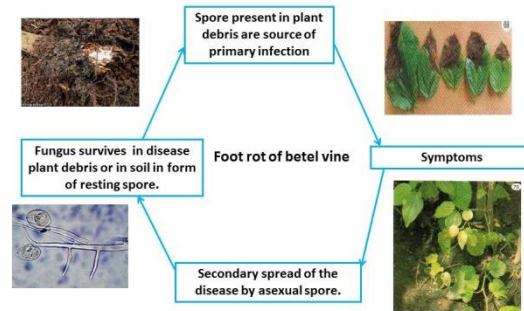 Spore present in plant
debris are source of
primary infection
Fungus survives in disease
plant debris or in soil in form
of resting spore.
Foot rot of betel vine
Symptoms
Secondary spread of the
disease by asexual spore.